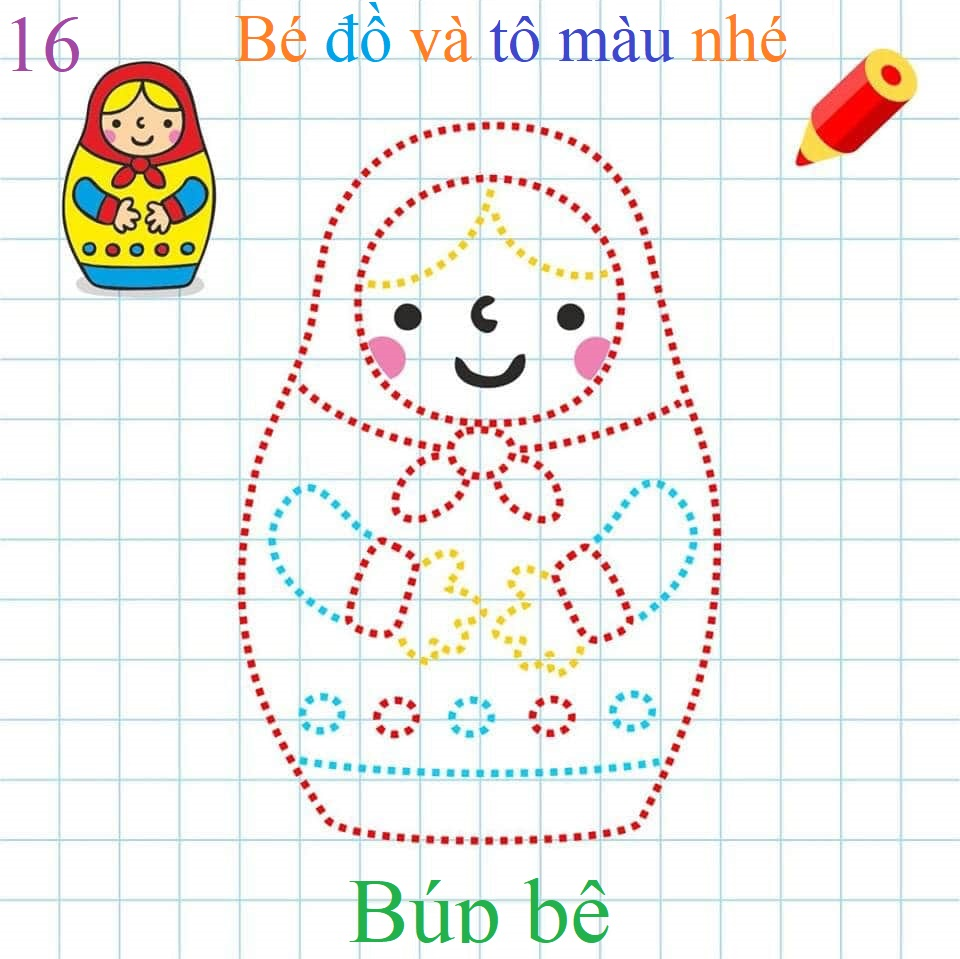 16
Bé đồ và tô màu nhé
Búp bê